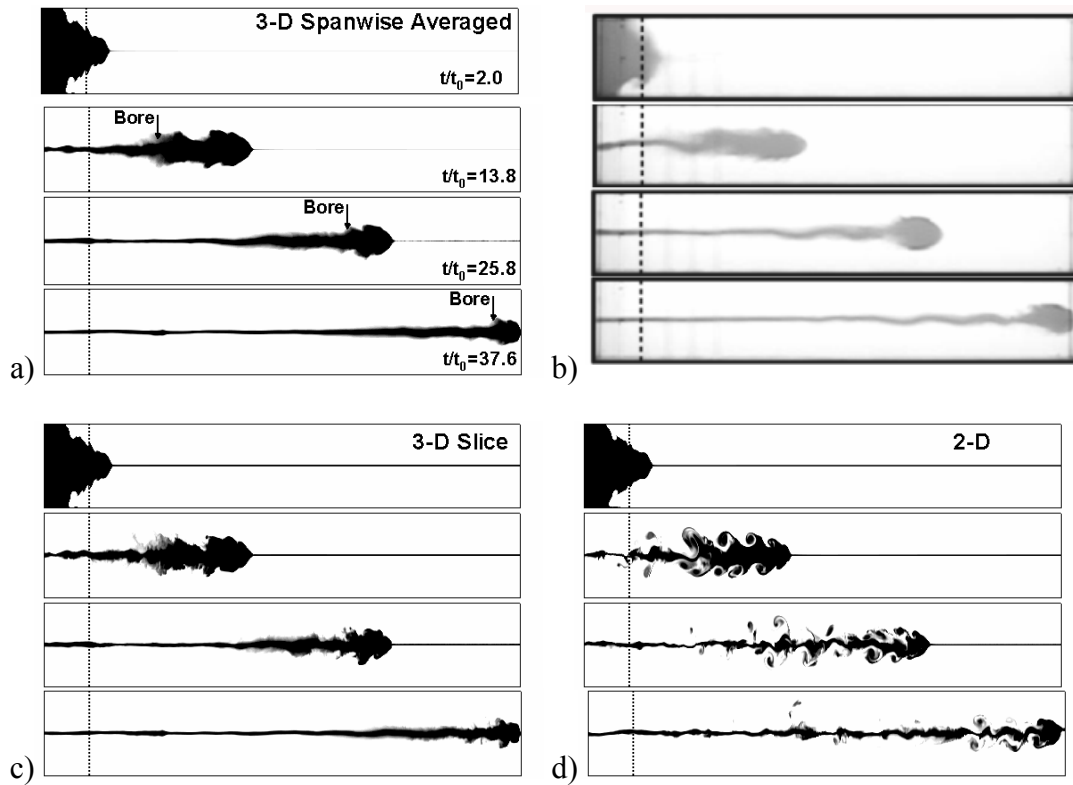 3-D Spanwise Averaged
t/t₀=2.0
Bore
t/t₀=13.8
Bore
t/t₀=25.8
Bore
t/t₀=37.6
a)
b)
3-D Slice
c)
2-D
d)